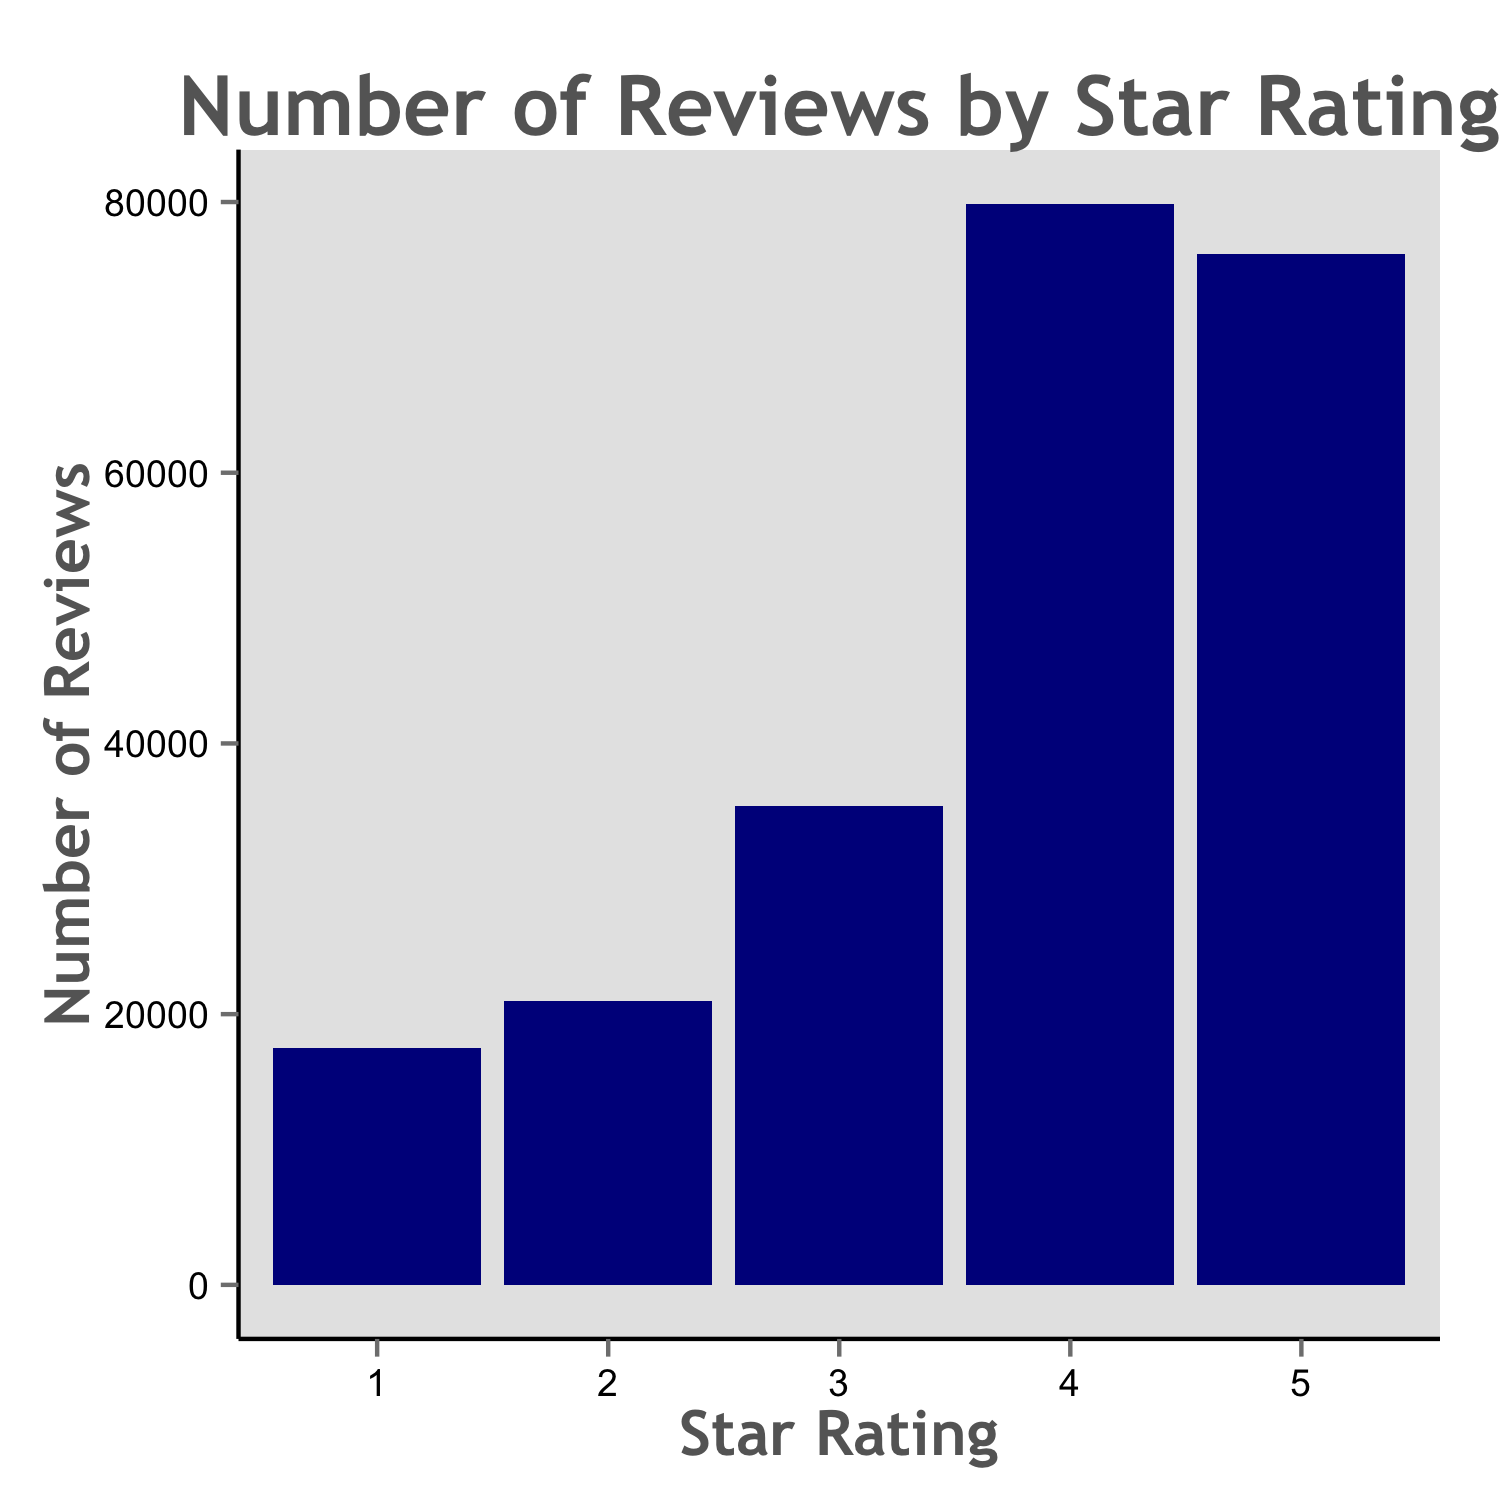 Number of Reviews by Star Rating
Number of Reviews
80000
60000
40000
20000
0
1 2 3 4 5
Star Rating